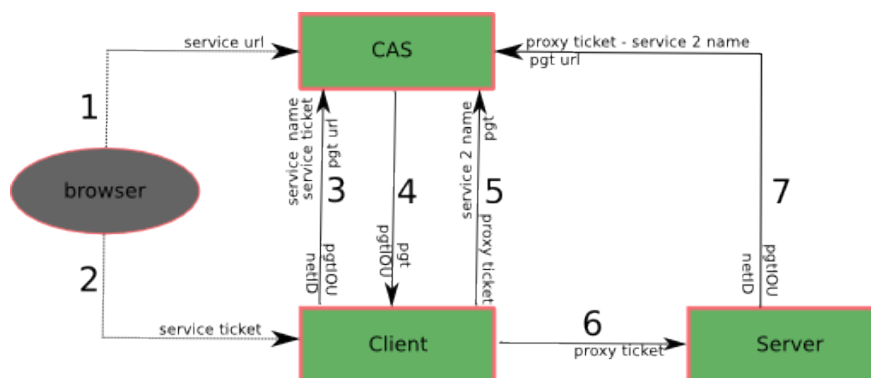 service url
CAS
proxy ticket - service 2 name
pgt url
1
service name
service ticket
pgt url
service 2 name
pgt
browser
3
4
5
7
pgtIOU
netID
pgt
pgtIOU
proxy ticket
netID
pgtIOU
2
service ticket
Client
6
proxy ticket
Server